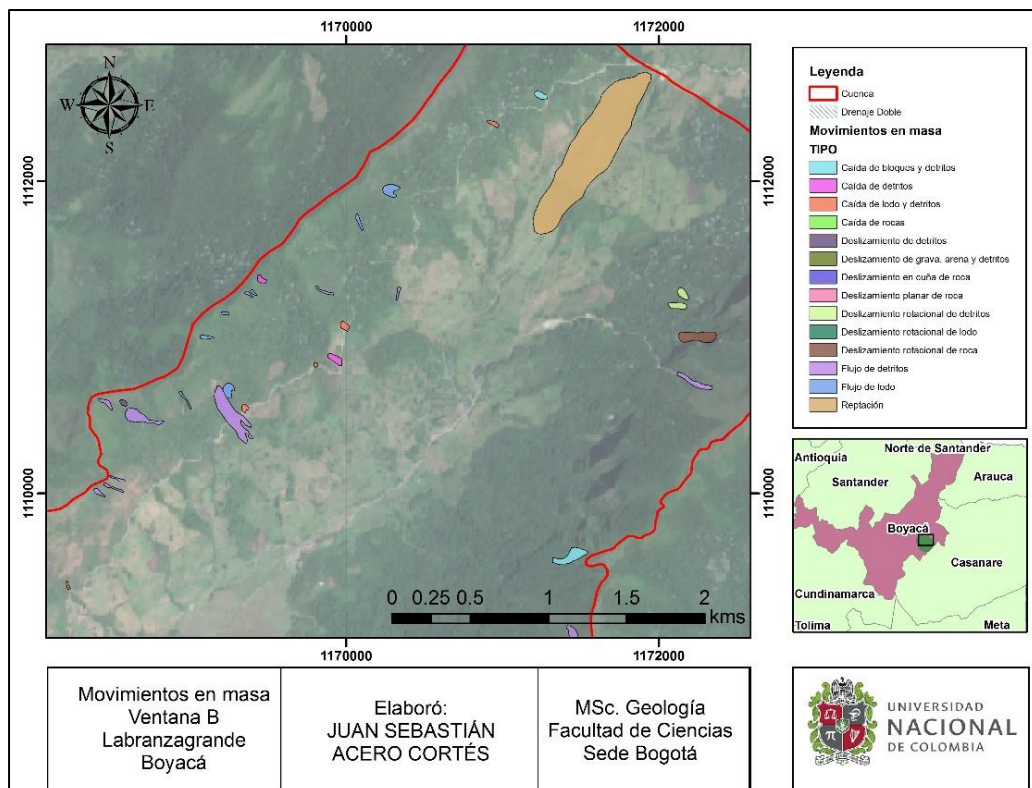 1170000
1172000
N
W
E
S
1112000
1112000
1110000
1110000
0 0.25 0.5 1 1.5 2
kms
1170000
1172000
Leyenda
Cuenca
Drenaje Doble
Movimientos en masa
TIPO
Caída de bloques y detritos
Caída de detritos
Caída de lodo y detritos
Caída de rocas
Deslizamiento de detritos
Deslizamiento de grava, arena y detritos
Deslizamiento en cuña de roca
Deslizamiento planar de roca
Deslizamiento rotacional de detritos
Deslizamiento rotacional de lodo
Deslizamiento rotacional de roca
Flujo de detritos
Flujo de lodo
Reptación
Norte de Santander
Antioquia
Santander
Arauca
Boyacá
Casanare
Cundinamarca
Tolima
Meta
Movimientos en masa
Ventana B
Labranzagrande
Boyacá
Elaboró:
JUAN SEBASTIÁN
ACERO CORTÉS
MSc. Geología
Facultad de Ciencias
Sede Bogotá
UNIVERSIDAD
NACIONAL
DE COLOMBIA